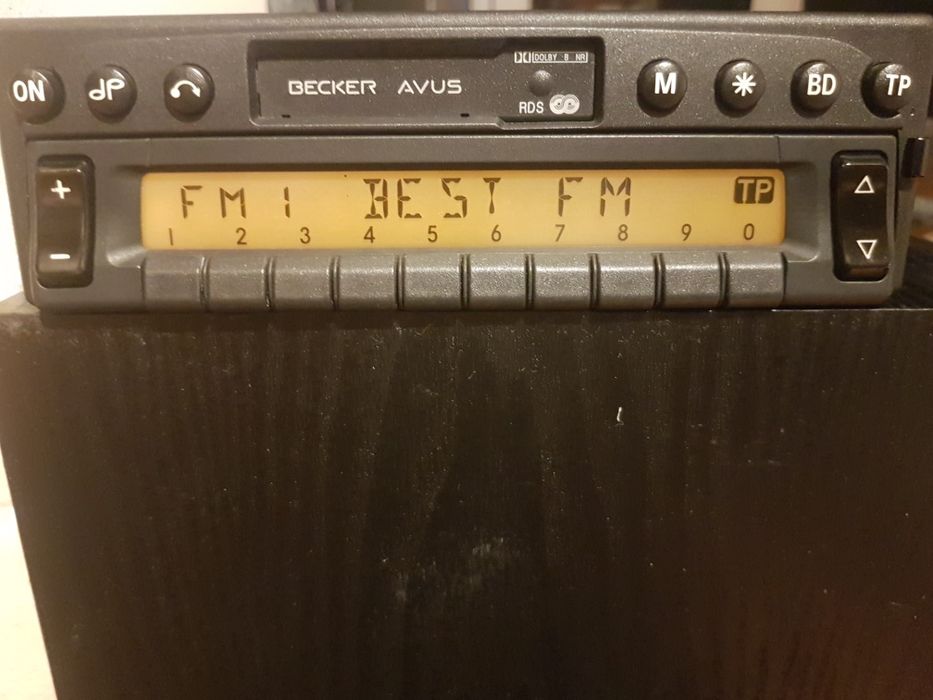 DOLBY B NR
ON BECKER AVUS M * BD TP
RDS
+ FM1 BEST FM TP
− 1 2 3 4 5 6 7 8 9 0